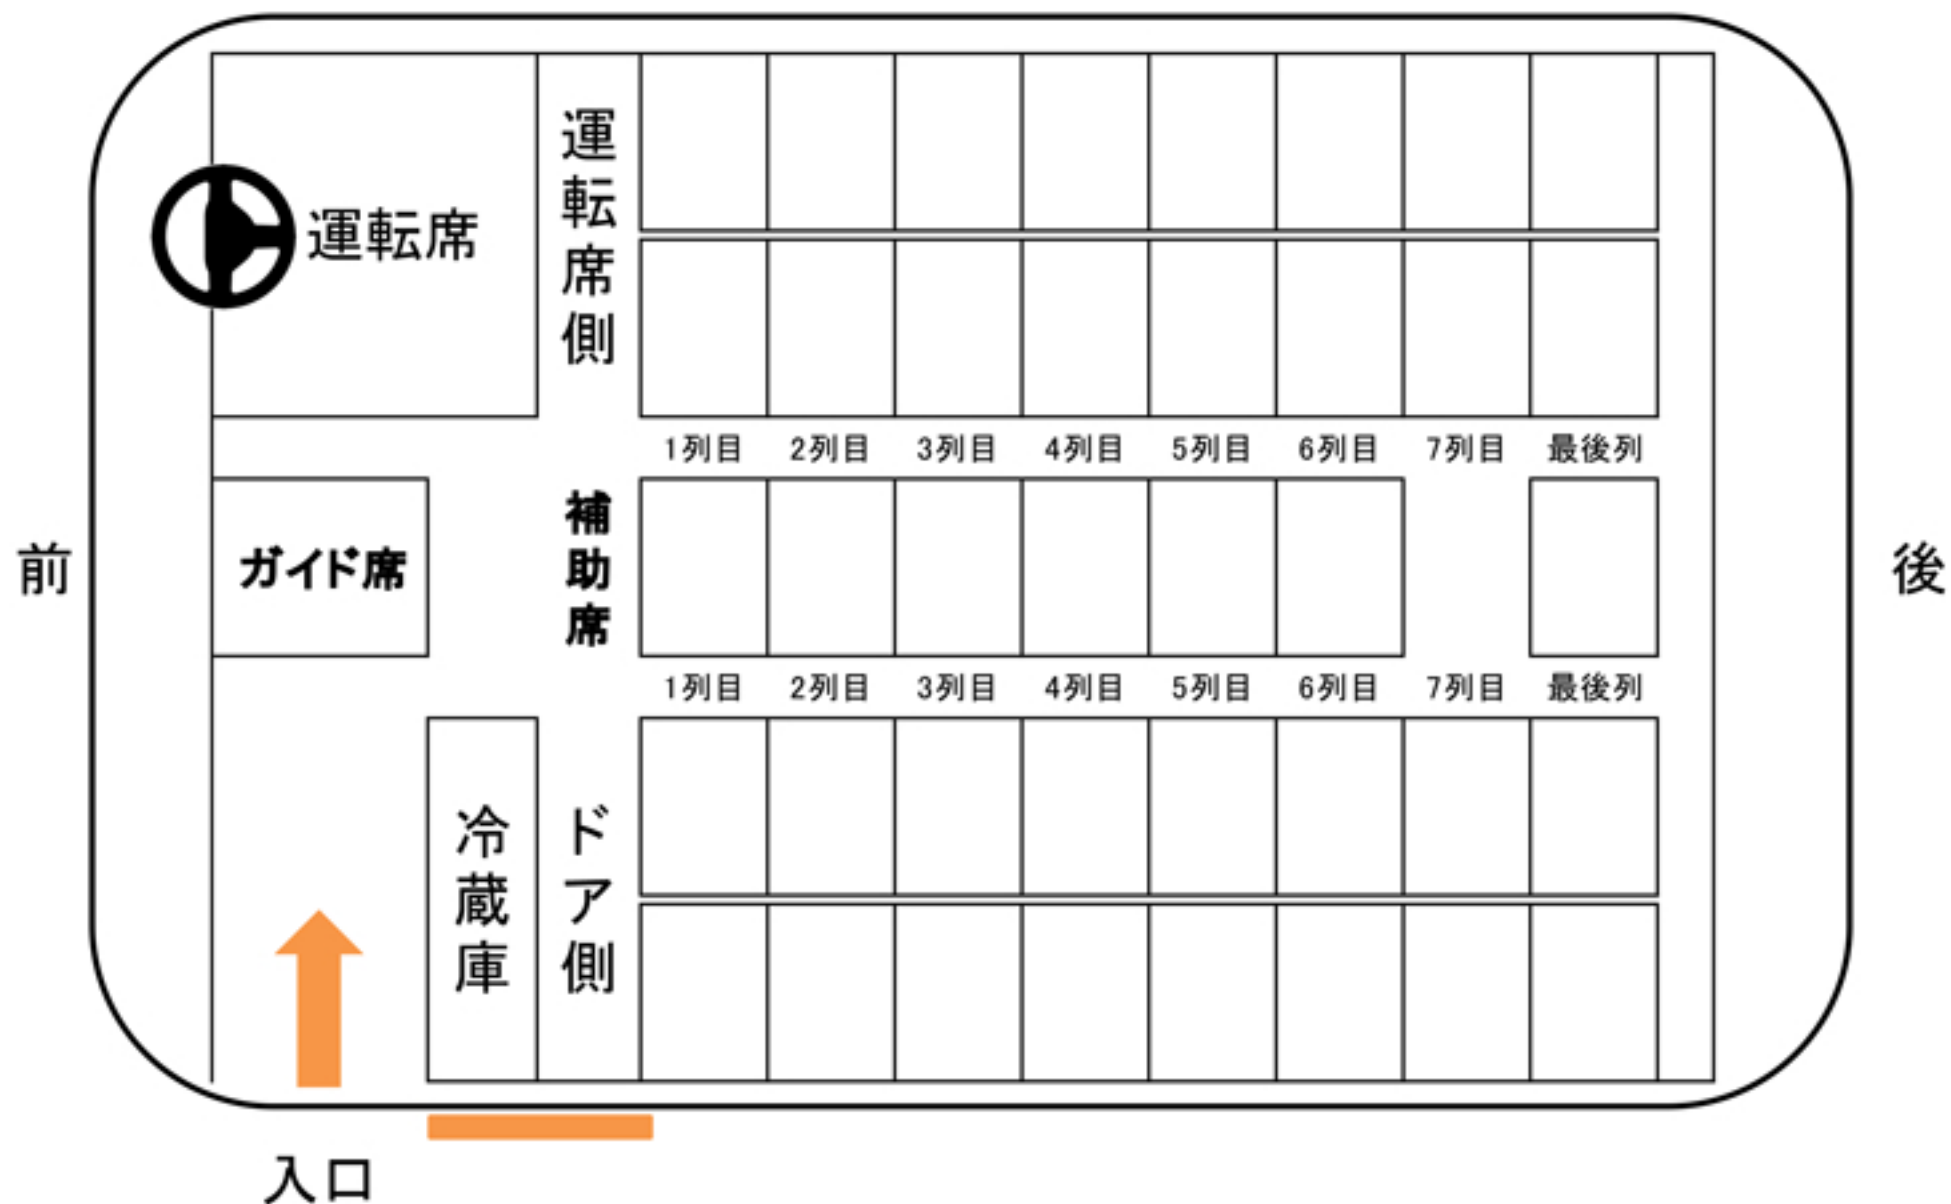 運転席側
運転席
1列目 2列目 3列目 4列目 5列目 6列目 7列目 最後列
前
ガイド席
補助席
後
1列目 2列目 3列目 4列目 5列目 6列目 7列目 最後列
冷蔵庫
ドア側
入口